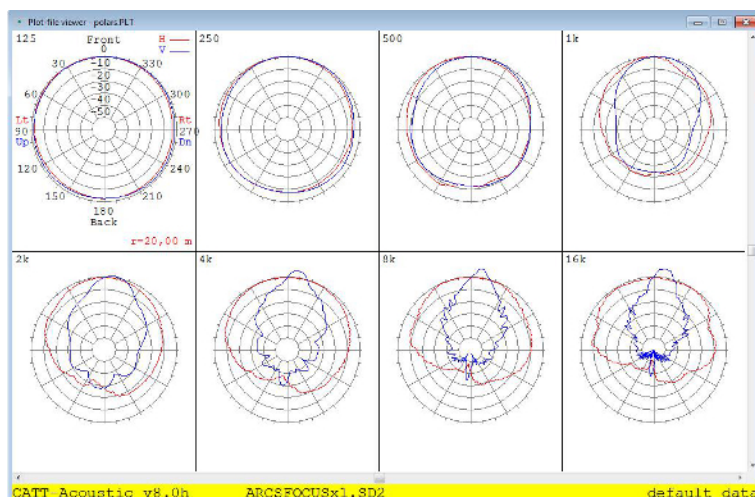 Plot-file viewer - polars.PLT
125 Front H
0 V
250
500
1k
30 -10 330
-20
-30
60 -40 300
-50
Lt Rt
90 270
Up Dn
120 240
150 210
180
Back
r=20,00 m
2k
4k
8k
16k
CATT-Acoustic v8.0h ARCSFOCUSx1.SD2 default data